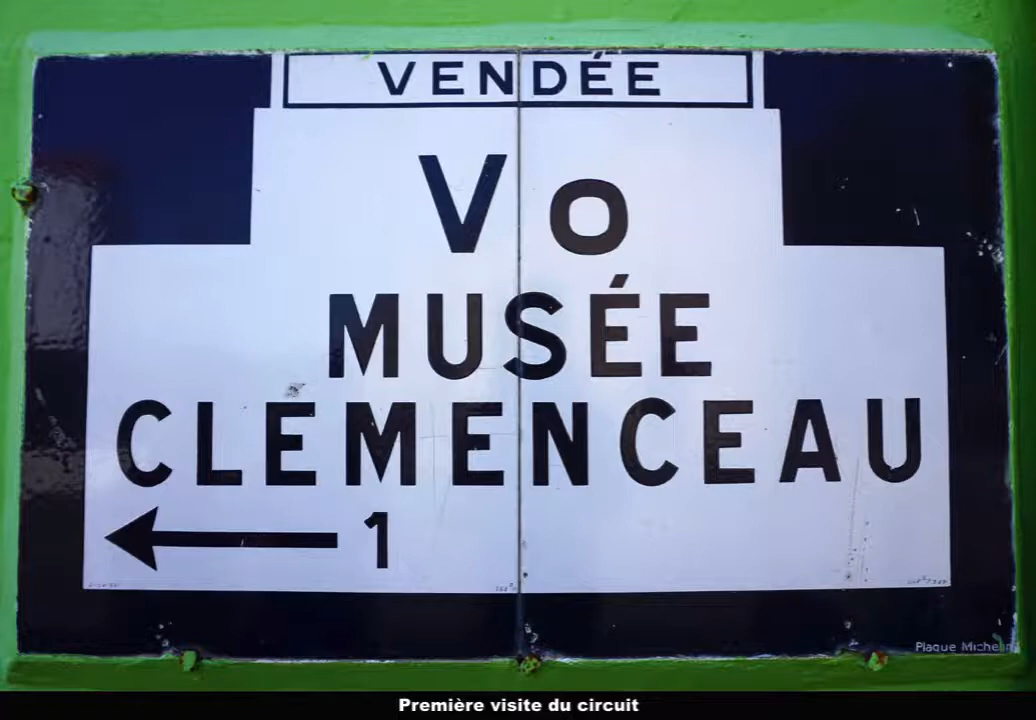 VENDÉE
Vo
MUSÉE
CLEMENCEAU
1
Plaque Michelin
Première visite du circuit